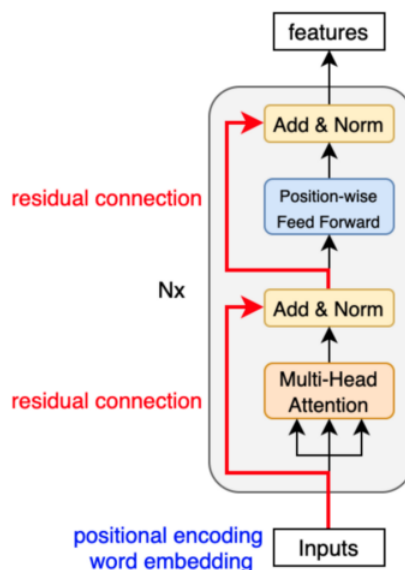 features
Add & Norm
residual connection
Position-wise
Feed Forward
Nx
Add & Norm
residual connection
Multi-Head
Attention
positional encoding
word embedding
Inputs